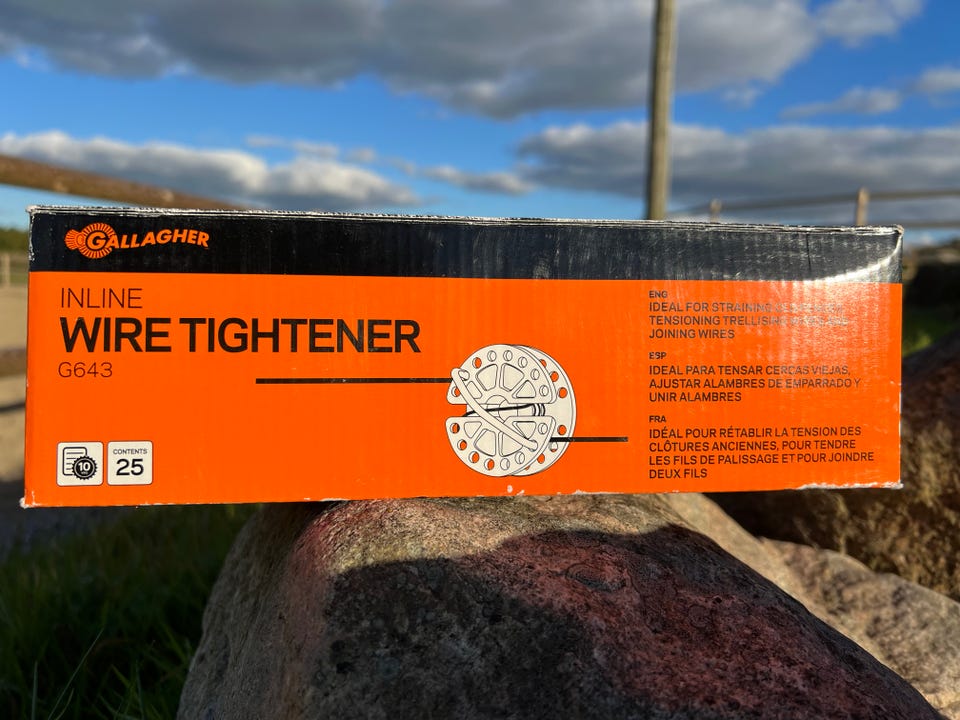 GALLAGHER
INLINE
WIRE TIGHTENER
G643
10
CONTENTS
25
ENG
IDEAL FOR STRAINING
TENSIONING TRELLISING
JOINING WIRES
ESP
IDEAL PARA TENSAR CERCAS VIEJAS,
AJUSTAR ALAMBRES DE EMPARRADO Y
UNIR ALAMBRES
FRA
IDÉAL POUR RÉTABLIR LA TENSION DES
CLÔTURES ANCIENNES, POUR TENDRE
LES FILS DE PALISSAGE ET POUR JOINDRE
DEUX FILS